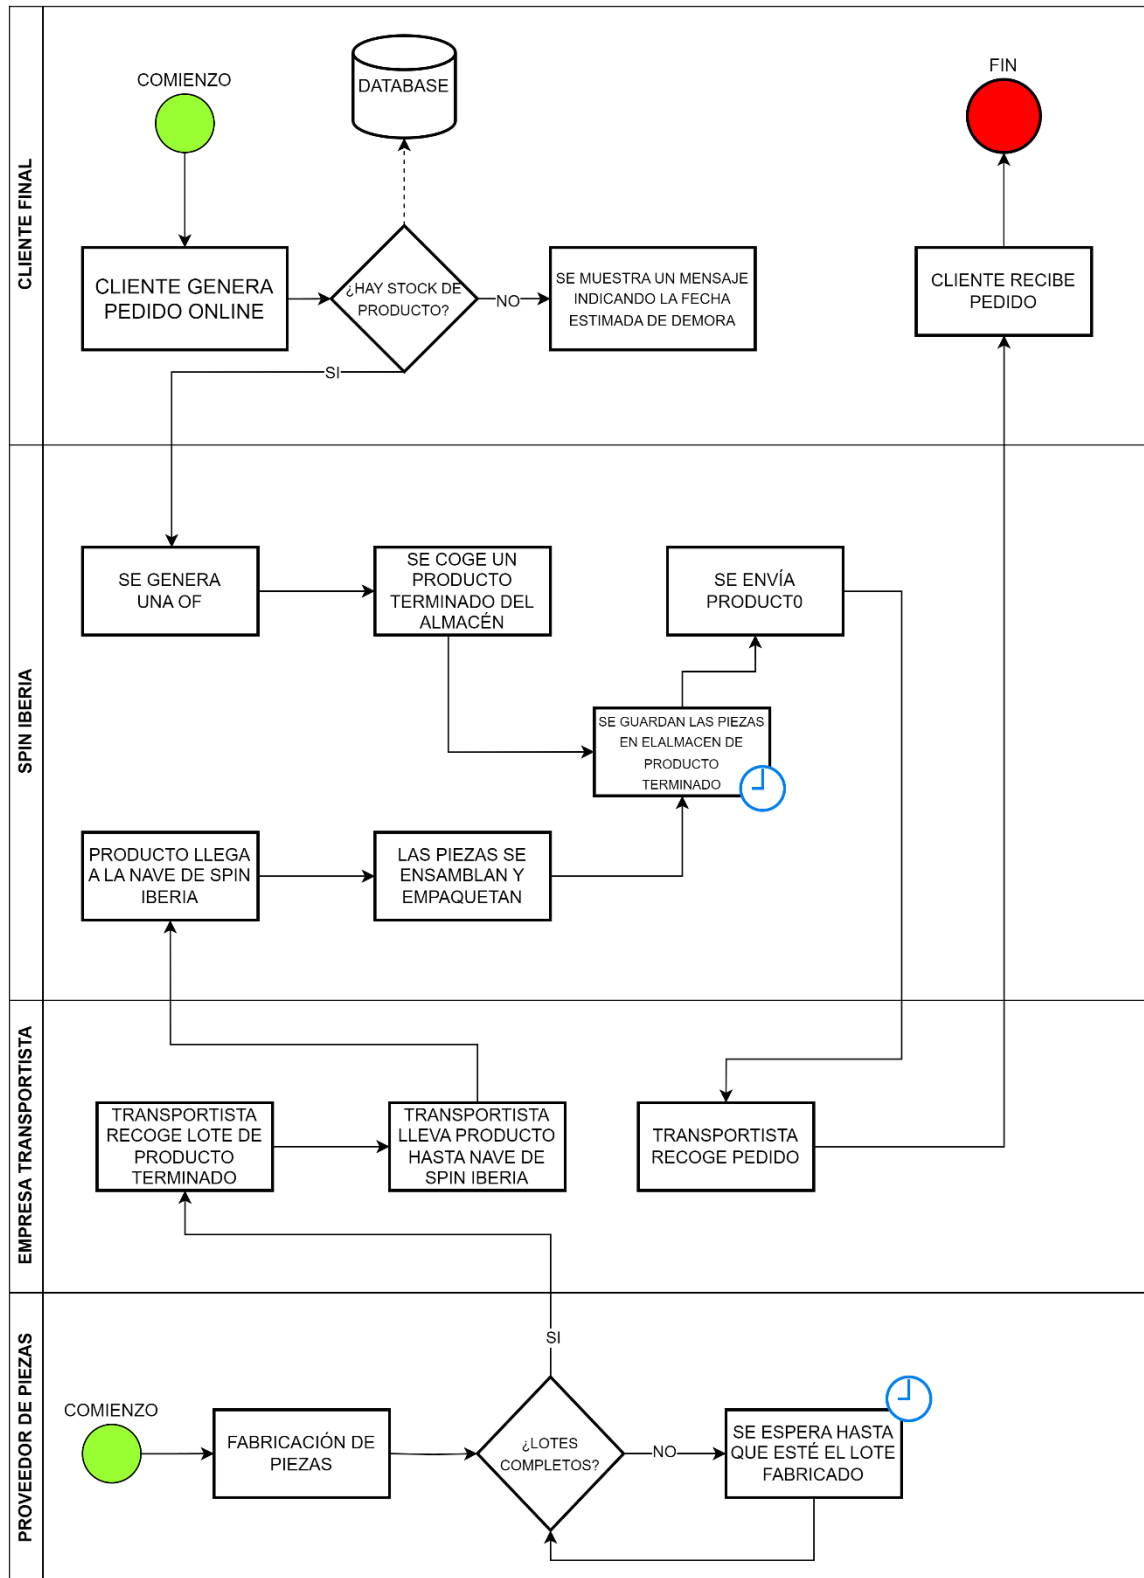 CLIENTE FINAL
COMIENZO
DATABASE
FIN
CLIENTE GENERA
PEDIDO ONLINE
¿HAY STOCK DE
PRODUCTO?
NO
SE MUESTRA UN MENSAJE
INDICANDO LA FECHA
ESTIMADA DE DEMORA
CLIENTE RECIBE
PEDIDO
SI
SPIN IBERIA
SE GENERA
UNA OF
SE COGE UN
PRODUCTO
TERMINADO DEL
ALMACÉN
SE ENVÍA
PRODUCT0
SE GUARDAN LAS PIEZAS
EN ELALMACEN DE
PRODUCTO
TERMINADO
PRODUCTO LLEGA
A LA NAVE DE SPIN
IBERIA
LAS PIEZAS SE
ENSAMBLAN Y
EMPAQUETAN
EMPRESA TRANSPORTISTA
TRANSPORTISTA
RECOGE LOTE DE
PRODUCTO
TERMINADO
TRANSPORTISTA
LLEVA PRODUCTO
HASTA NAVE DE
SPIN IBERIA
TRANSPORTISTA
RECOGE PEDIDO
PROVEEDOR DE PIEZAS
SI
COMIENZO
FABRICACIÓN DE
PIEZAS
¿LOTES
COMPLETOS?
NO
SE ESPERA HASTA
QUE ESTÉ EL LOTE
FABRICADO